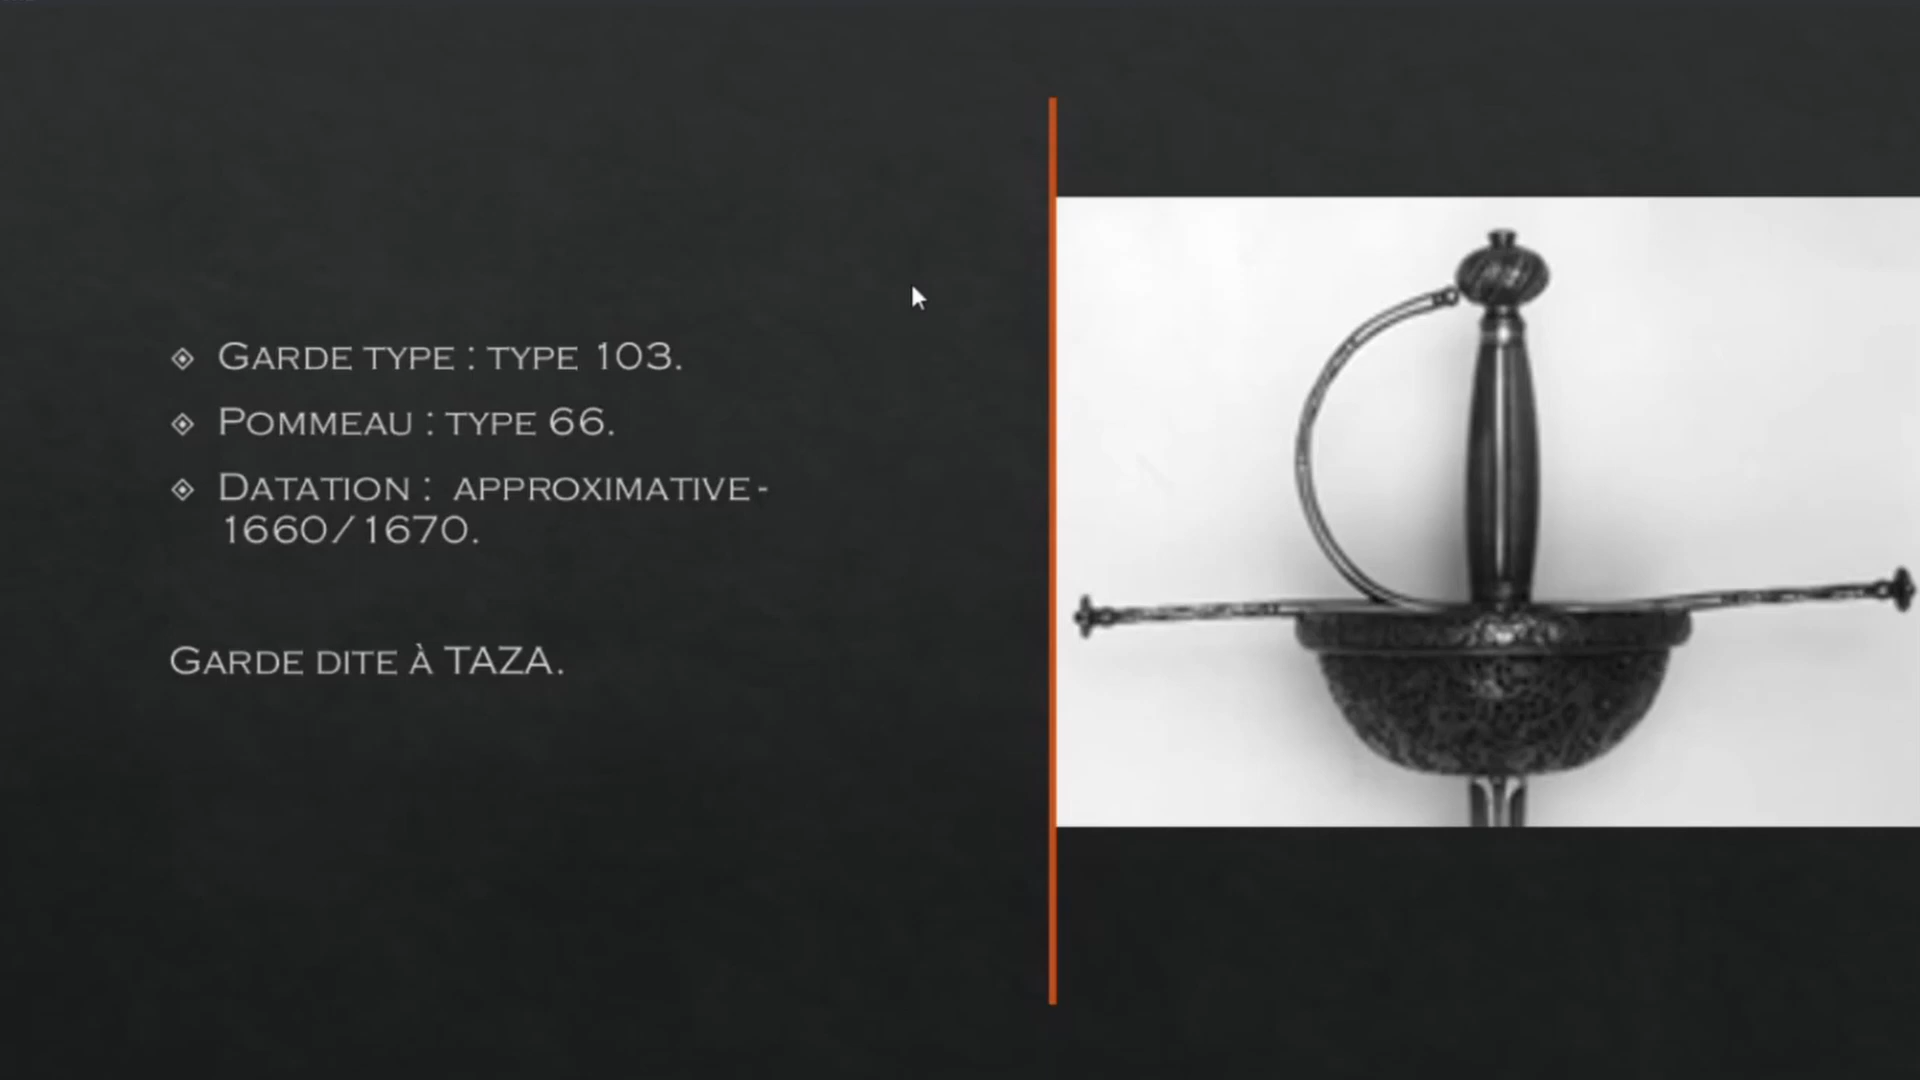 Garde type : type 103.
Pommeau : type 66.
Datation : approximative -
1660/1670.
Garde dite à TAZA.